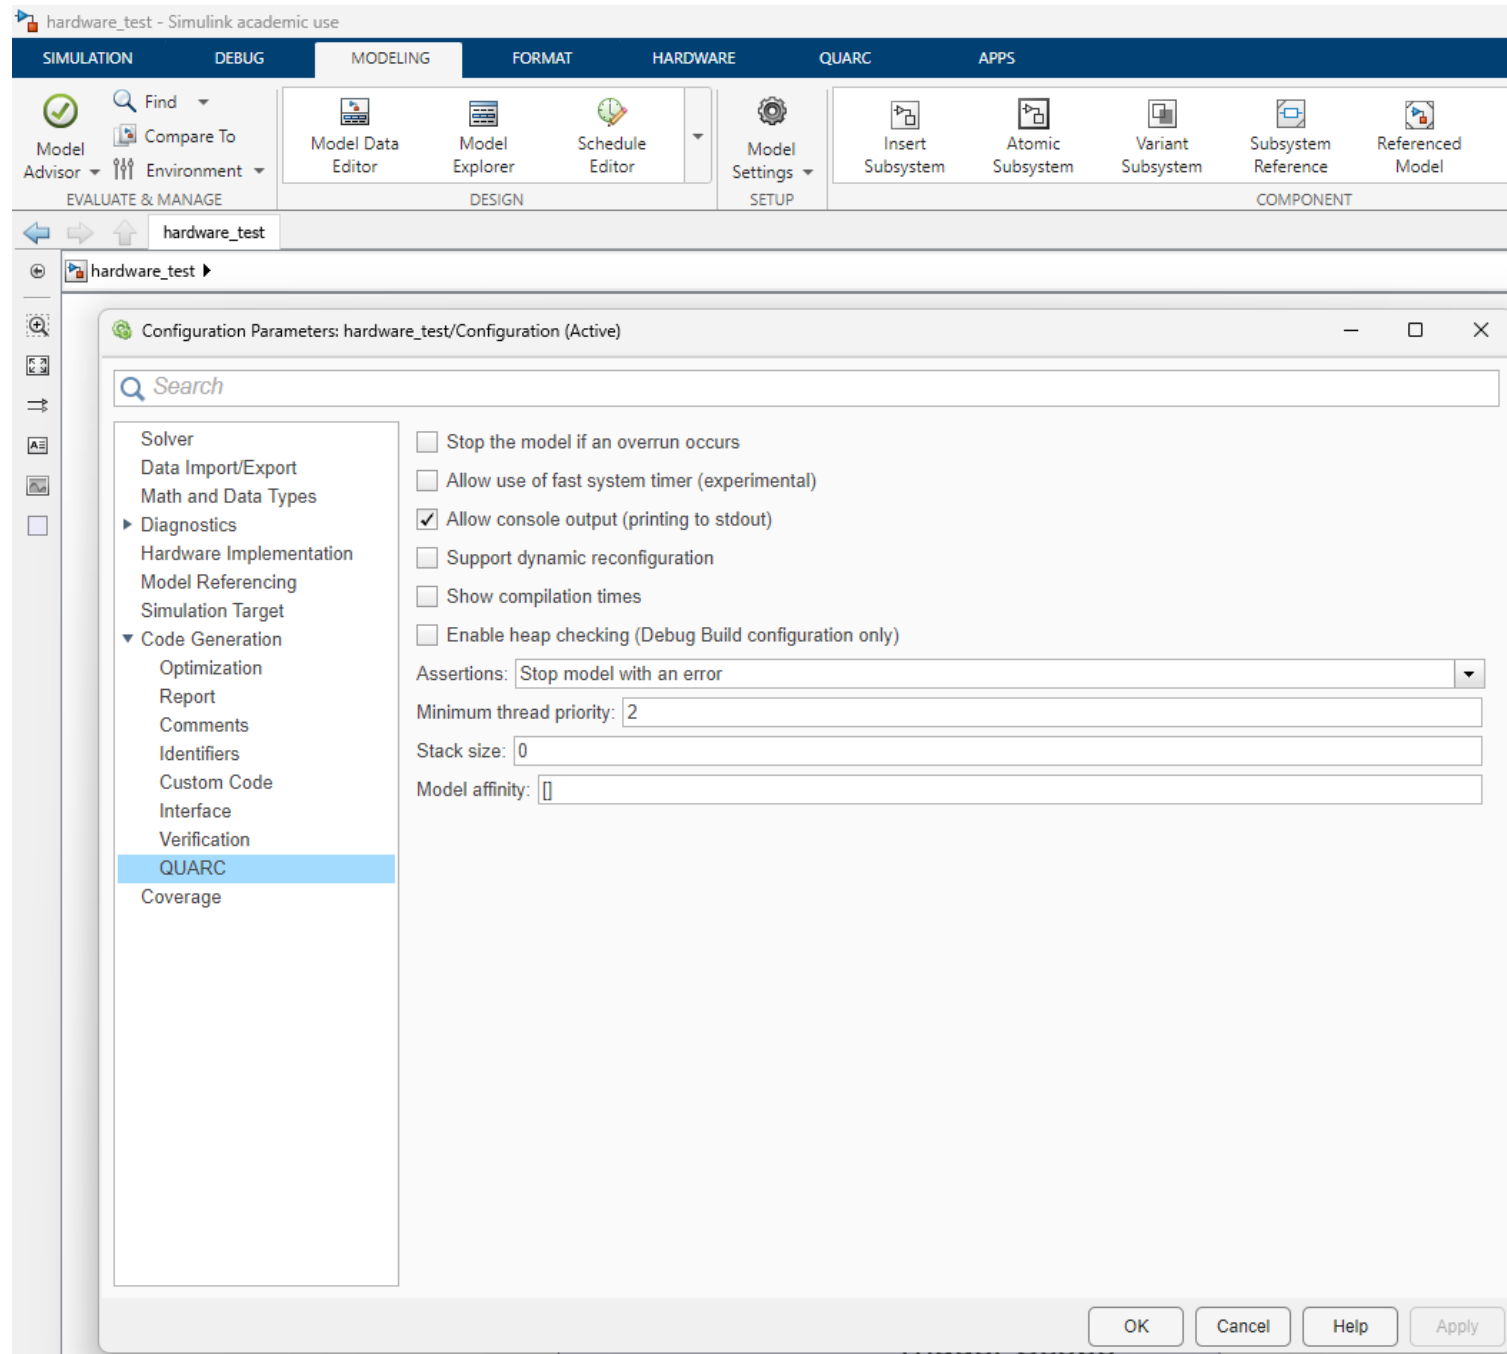 hardware_test - Simulink academic use
SIMULATION DEBUG MODELING FORMAT HARDWARE QUARC APPS
Model Advisor
Find
Compare To
Environment
Model Data Editor
Model Explorer
Schedule Editor
Model Settings
Insert Subsystem
Atomic Subsystem
Variant Subsystem
Subsystem Reference
Referenced Model
EVALUATE & MANAGE DESIGN SETUP COMPONENT
hardware_test
hardware_test
Configuration Parameters: hardware_test/Configuration (Active)
Search
Solver
Data Import/Export
Math and Data Types
Diagnostics
Hardware Implementation
Model Referencing
Simulation Target
Code Generation
Optimization
Report
Comments
Identifiers
Custom Code
Interface
Verification
QUARC
Coverage
Stop the model if an overrun occurs
Allow use of fast system timer (experimental)
Allow console output (printing to stdout)
Support dynamic reconfiguration
Show compilation times
Enable heap checking (Debug Build configuration only)
Assertions: Stop model with an error
Minimum thread priority: 2
Stack size: 0
Model affinity: []
OK Cancel Help Apply